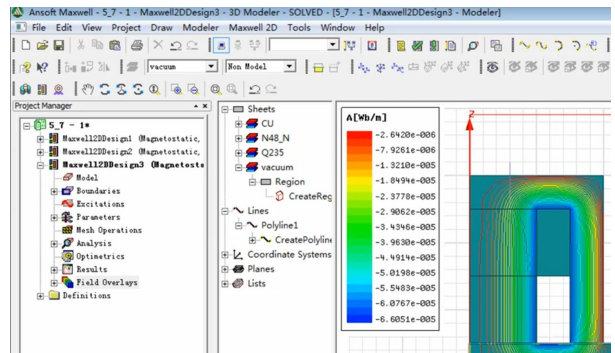 Ansoft Maxwell - 5_7 - 1 - Maxwell2DDesign3 - 3D Modeler - SOLVED - [5_7 - 1 - Maxwell2DDesign3 - Modeler]
File Edit View Project Draw Modeler Maxwell 2D Tools Window Help
vacuum Non Model
Project Manager
5_7 - 1*
Maxwell2DDesign1 (Magnetostatic,
Maxwell2DDesign2 (Magnetostatic,
Maxwell2DDesign3 (Magnetosta
Model
Boundaries
Excitations
Parameters
Mesh Operations
Analysis
Optimetrics
Results
Field Overlays
Definitions
Sheets
CU
N48_N
Q235
vacuum
Region
CreateReg
Lines
Polyline1
CreatePolyline
Coordinate Systems
Planes
Lists
A[Wb/m]
-2.6420e-006
-7.9261e-006
-1.3210e-005
-1.8494e-005
-2.3778e-005
-2.9062e-005
-3.4346e-005
-3.9630e-005
-4.4914e-005
-5.0198e-005
-5.5483e-005
-6.0767e-005
-6.6051e-005
Z